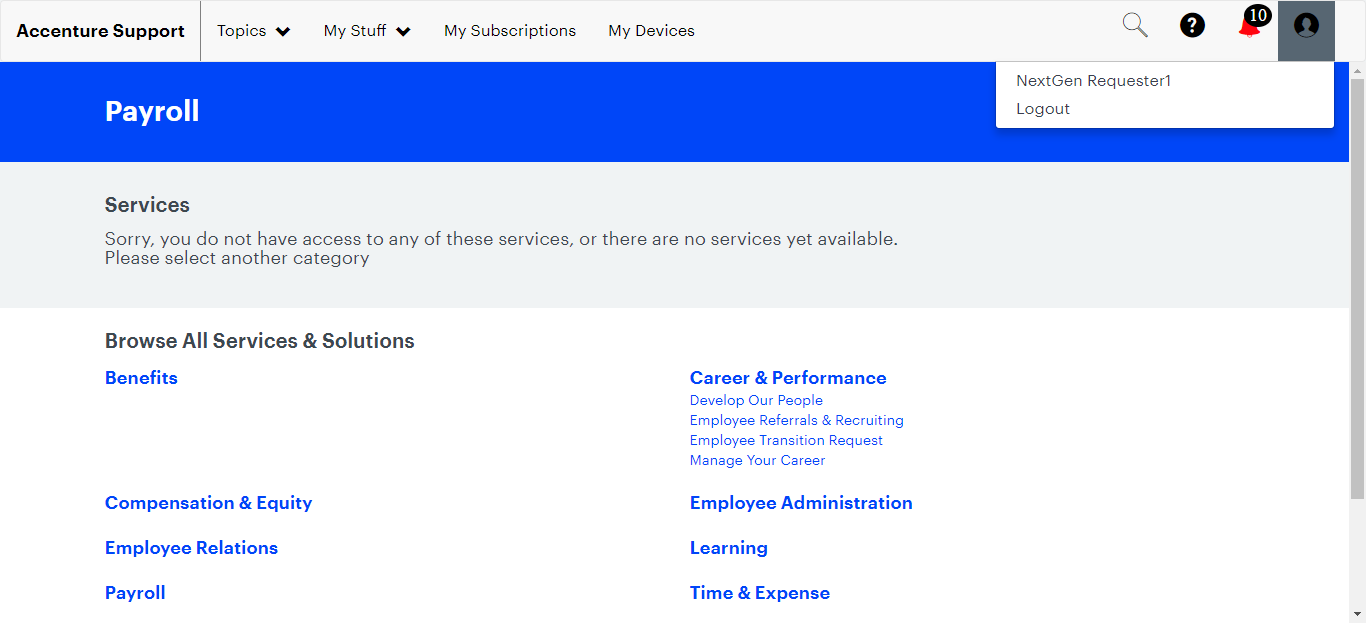 Accenture Support
Topics
My Stuff
My Subscriptions
My Devices
?
10
NextGen Requester1
Logout
Payroll
Services
Sorry, you do not have access to any of these services, or there are no services yet available.
Please select another category
Browse All Services & Solutions
Benefits
Career & Performance
Develop Our People
Employee Referrals & Recruiting
Employee Transition Request
Manage Your Career
Compensation & Equity
Employee Administration
Employee Relations
Learning
Payroll
Time & Expense